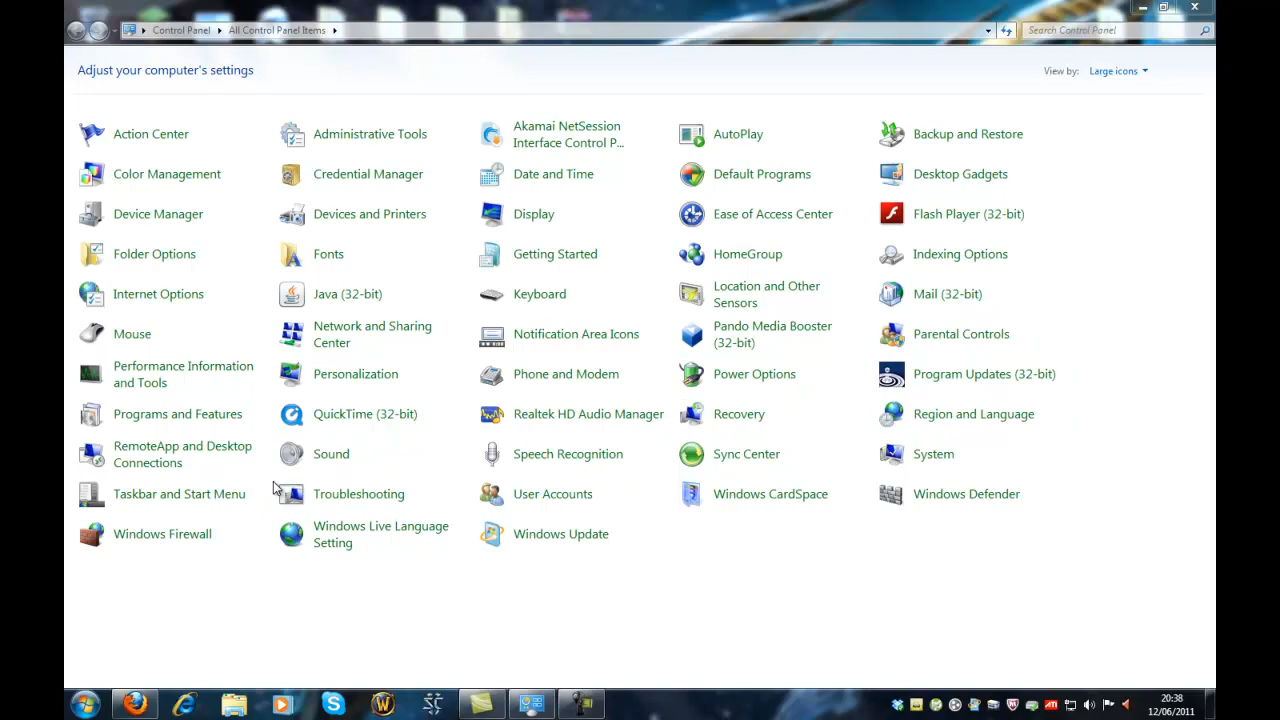 Control Panel All Control Panel Items
Search Control Panel
Adjust your computer's settings
View by: Large icons
Action Center
Administrative Tools
Akamai NetSession
Interface Control P...
AutoPlay
Backup and Restore
Color Management
Credential Manager
Date and Time
Default Programs
Desktop Gadgets
Device Manager
Devices and Printers
Display
Ease of Access Center
Flash Player (32-bit)
Folder Options
Fonts
Getting Started
HomeGroup
Indexing Options
Internet Options
Java (32-bit)
Keyboard
Location and Other
Sensors
Mail (32-bit)
Mouse
Network and Sharing
Center
Notification Area Icons
Pando Media Booster
(32-bit)
Parental Controls
Performance Information
and Tools
Personalization
Phone and Modem
Power Options
Program Updates (32-bit)
Programs and Features
QuickTime (32-bit)
Realtek HD Audio Manager
Recovery
Region and Language
RemoteApp and Desktop
Connections
Sound
Speech Recognition
Sync Center
System
Taskbar and Start Menu
Troubleshooting
User Accounts
Windows CardSpace
Windows Defender
Windows Firewall
Windows Live Language
Setting
Windows Update
20:38
12/06/2011